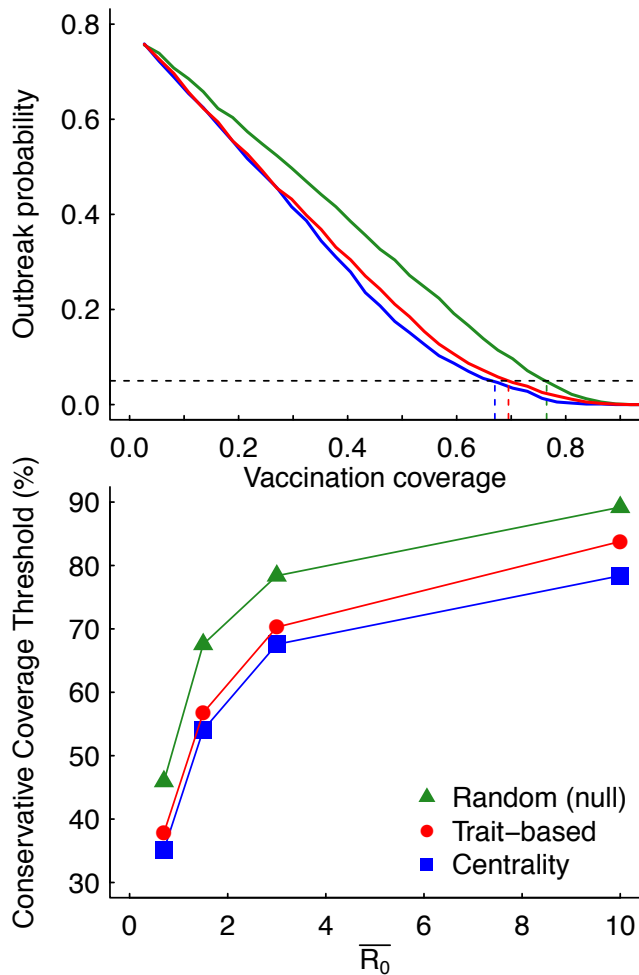 Outbreak probability
0.8
0.6
0.4
0.2
0.0
0.0 0.2 0.4 0.6 0.8
Vaccination coverage
Conservative Coverage Threshold (%)
90
80
70
60
50
40
30
Random (null)
Trait−based
Centrality
0 2 4 6 8 10
R̅₀